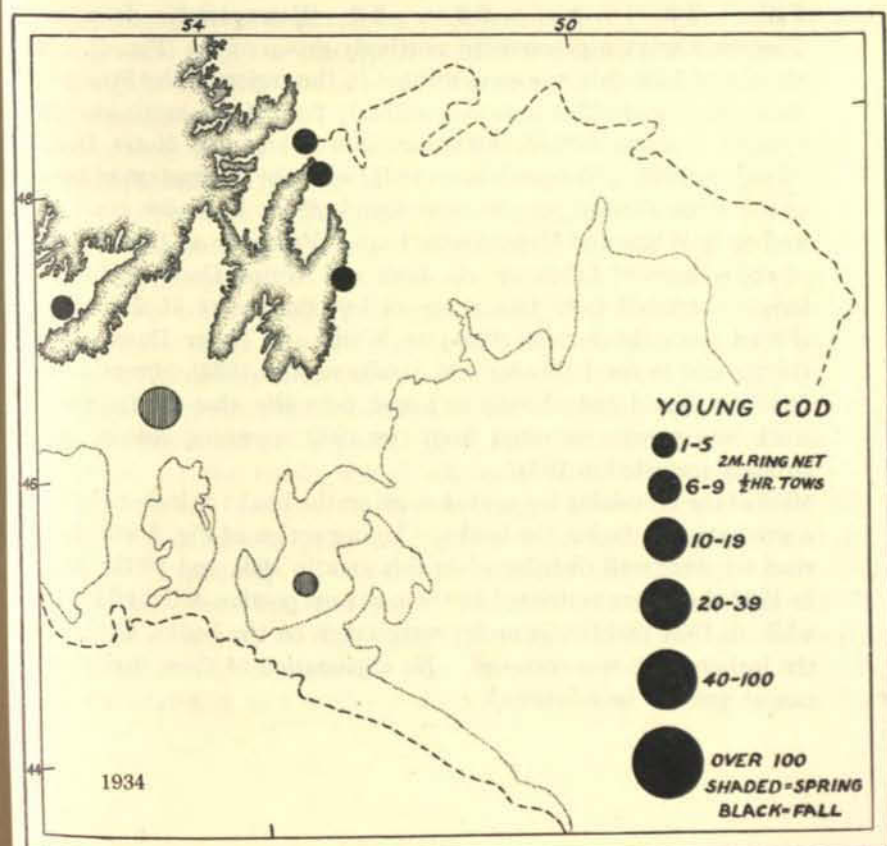 54 50
48
46
44
YOUNG COD
1-5
2M. RING NET
6-9 ½HR. TOWS
10-19
20-39
40-100
OVER 100
SHADED=SPRING
BLACK=FALL
1934